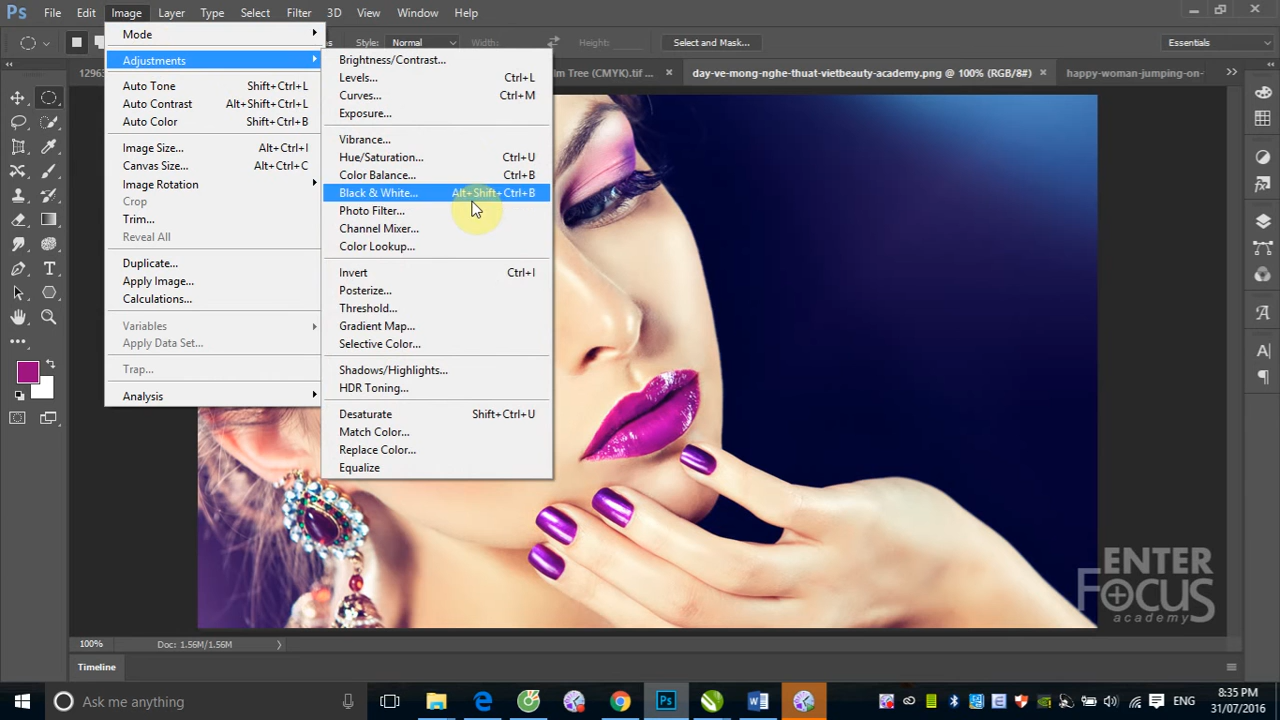 Ps File Edit Image Layer Type Select Filter 3D View Window Help
Style: Normal Width: Height: Select and Mask... Essentials
day-ve-mong-nghe-thuat-vietbeauty-academy.png @ 100% (RGB/8#) × happy-woman-jumping-on-
Tree (CMYK).tif ×
Mode
Adjustments
Auto Tone Shift+Ctrl+L
Auto Contrast Alt+Shift+Ctrl+L
Auto Color Shift+Ctrl+B
Image Size... Alt+Ctrl+I
Canvas Size... Alt+Ctrl+C
Image Rotation
Crop
Trim...
Reveal All
Duplicate...
Apply Image...
Calculations...
Variables
Apply Data Set...
Trap...
Analysis
Brightness/Contrast...
Levels... Ctrl+L
Curves... Ctrl+M
Exposure...
Vibrance...
Hue/Saturation... Ctrl+U
Color Balance... Ctrl+B
Black & White... Alt+Shift+Ctrl+B
Photo Filter...
Channel Mixer...
Color Lookup...
Invert Ctrl+I
Posterize...
Threshold...
Gradient Map...
Selective Color...
Shadows/Highlights...
HDR Toning...
Desaturate Shift+Ctrl+U
Match Color...
Replace Color...
Equalize
ENTER
Focus
academy
100% Doc: 1.56M/1.56M
Timeline
Ask me anything
ENG
8:35 PM
31/07/2016